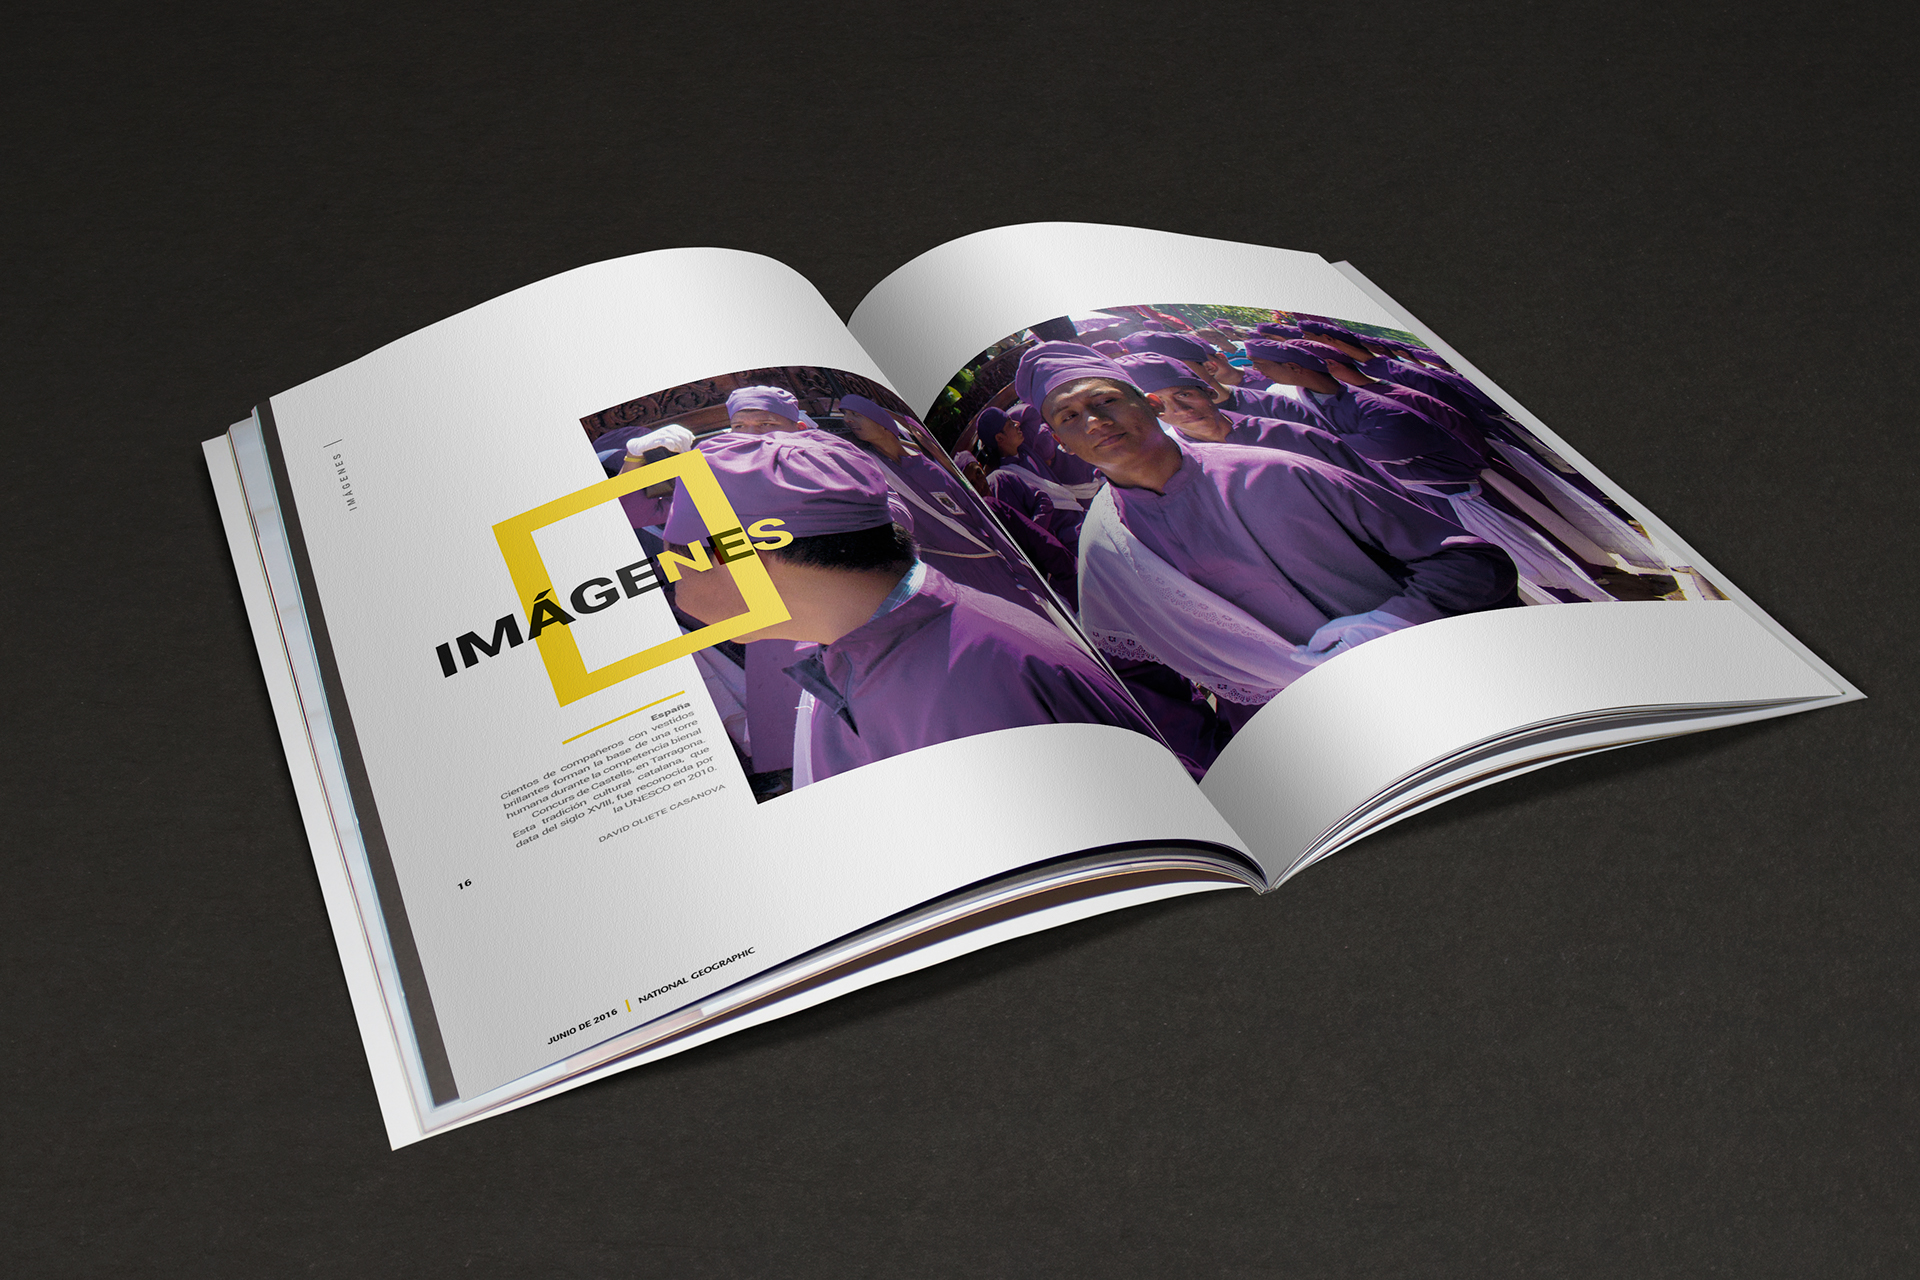 IMÁGENES |
IMÁGENES
España
Cientos de compañeros con vestidos
brillantes forman la base de una torre
humana durante la competencia bienal
Concurs de Castells, en Tarragona.
Esta tradición cultural catalana, que
data del siglo XVIII, fue reconocida por
la UNESCO en 2010.
DAVID OLIETE CASANOVA
16
JUNIO DE 2016 | NATIONAL GEOGRAPHIC